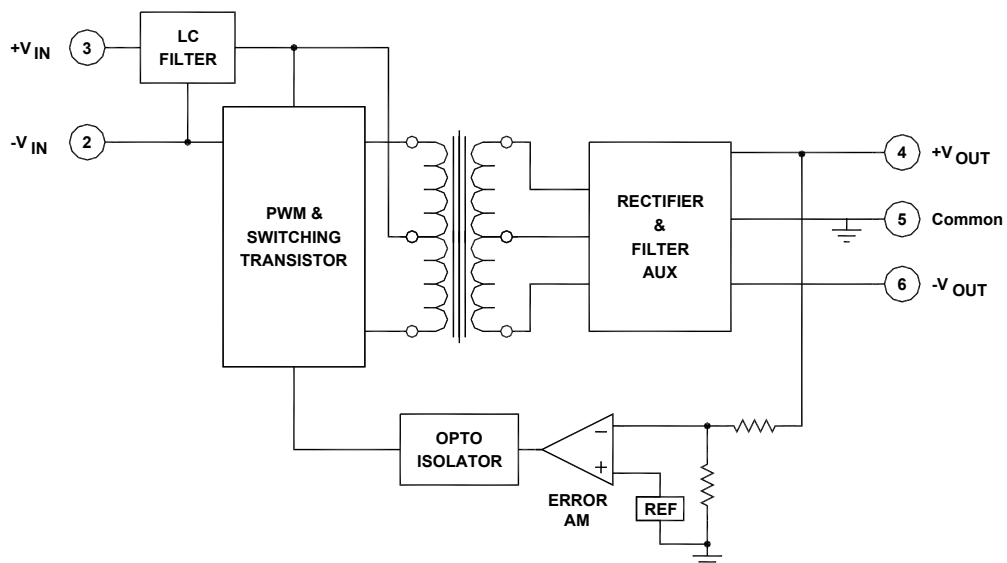 +V IN
3
LC
FILTER
-V IN
2
PWM &
SWITCHING
TRANSISTOR
RECTIFIER
&
FILTER
AUX
4
+V OUT
5
Common
6
-V OUT
OPTO
ISOLATOR
−
+
ERROR
AM
REF